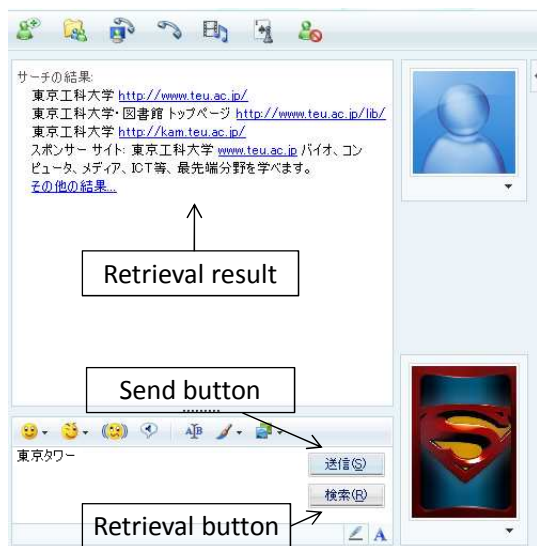 サーチの結果:
東京工科大学 http://www.teu.ac.jp/
東京工科大学・図書館 トップページ http://www.teu.ac.jp/lib/
東京工科大学 http://kam.teu.ac.jp/
スポンサー サイト: 東京工科大学 www.teu.ac.jp バイオ、コン
ピュータ、メディア、ICT等、最先端分野を学べます。
その他の結果...
Retrieval result
Send button
東京タワー
送信(S)
検索(R)
Retrieval button
A